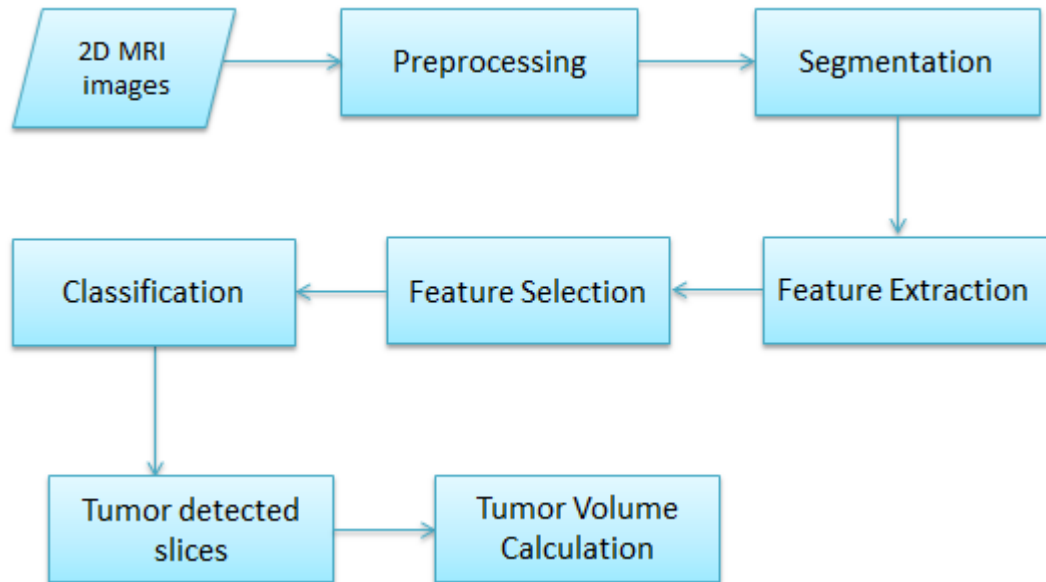 2D MRI
images
Preprocessing
Segmentation
Feature Extraction
Feature Selection
Classification
Tumor detected
slices
Tumor Volume
Calculation